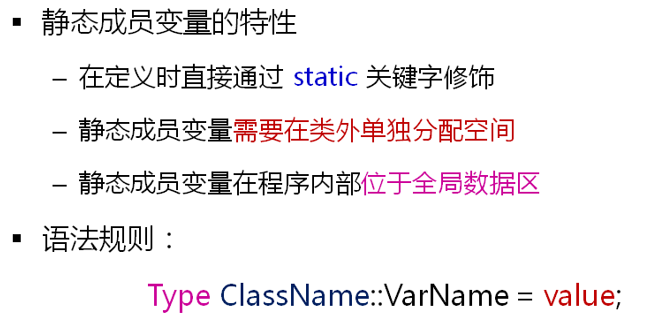 ▪ 静态成员变量的特性
– 在定义时直接通过 static 关键字修饰
– 静态成员变量需要在类外单独分配空间
– 静态成员变量在程序内部位于全局数据区
▪ 语法规则：
Type ClassName::VarName = value;